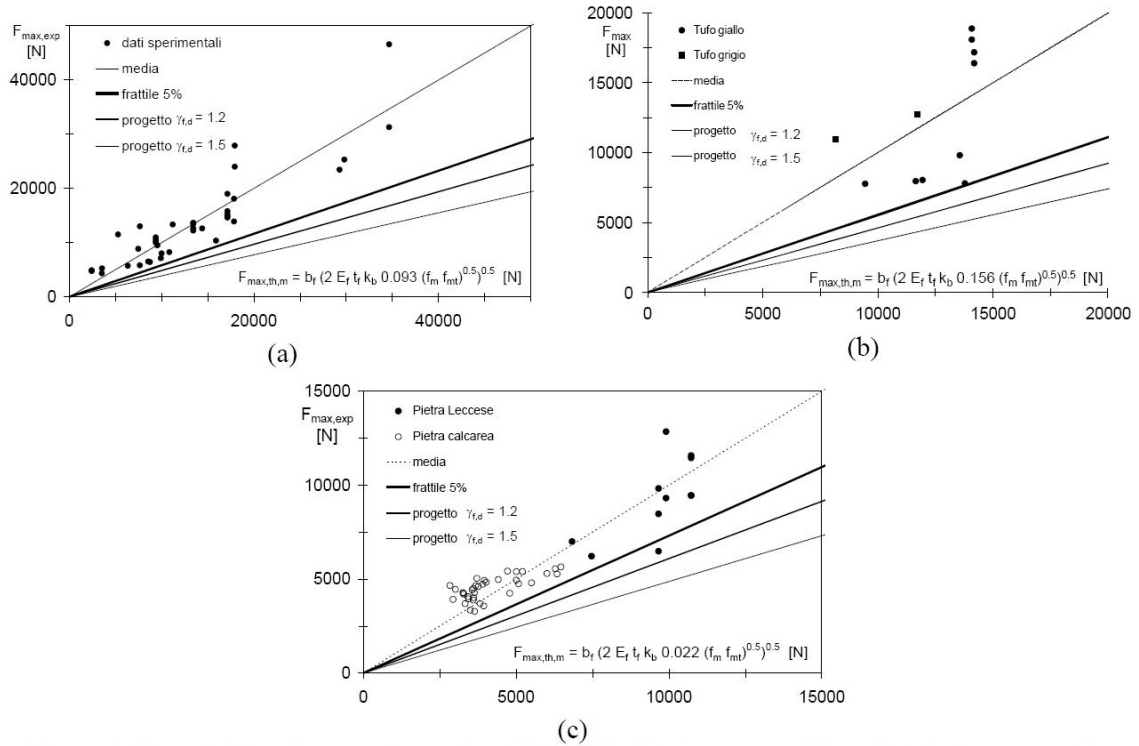 F_max,exp
[N]
40000
20000
0
dati sperimentali
media
frattile 5%
progetto γ_f,d = 1.2
progetto γ_f,d = 1.5
F_max,th,m = b_f (2 E_f t_f k_b 0.093 (f_m f_mt)^0.5)^0.5 [N]
0 20000 40000
(a)
20000
F_max
[N]
15000
10000
5000
0
Tufo giallo
Tufo grigio
media
frattile 5%
progetto γ_f,d = 1.2
progetto γ_f,d = 1.5
F_max,th,m = b_f (2 E_f t_f k_b 0.156 (f_m f_mt)^0.5)^0.5 [N]
0 5000 10000 15000 20000
(b)
15000
F_max,exp
[N]
10000
5000
0
Pietra Leccese
Pietra calcarea
media
frattile 5%
progetto γ_f,d = 1.2
progetto γ_f,d = 1.5
F_max,th,m = b_f (2 E_f t_f k_b 0.022 (f_m f_mt)^0.5)^0.5 [N]
0 5000 10000 15000
(c)